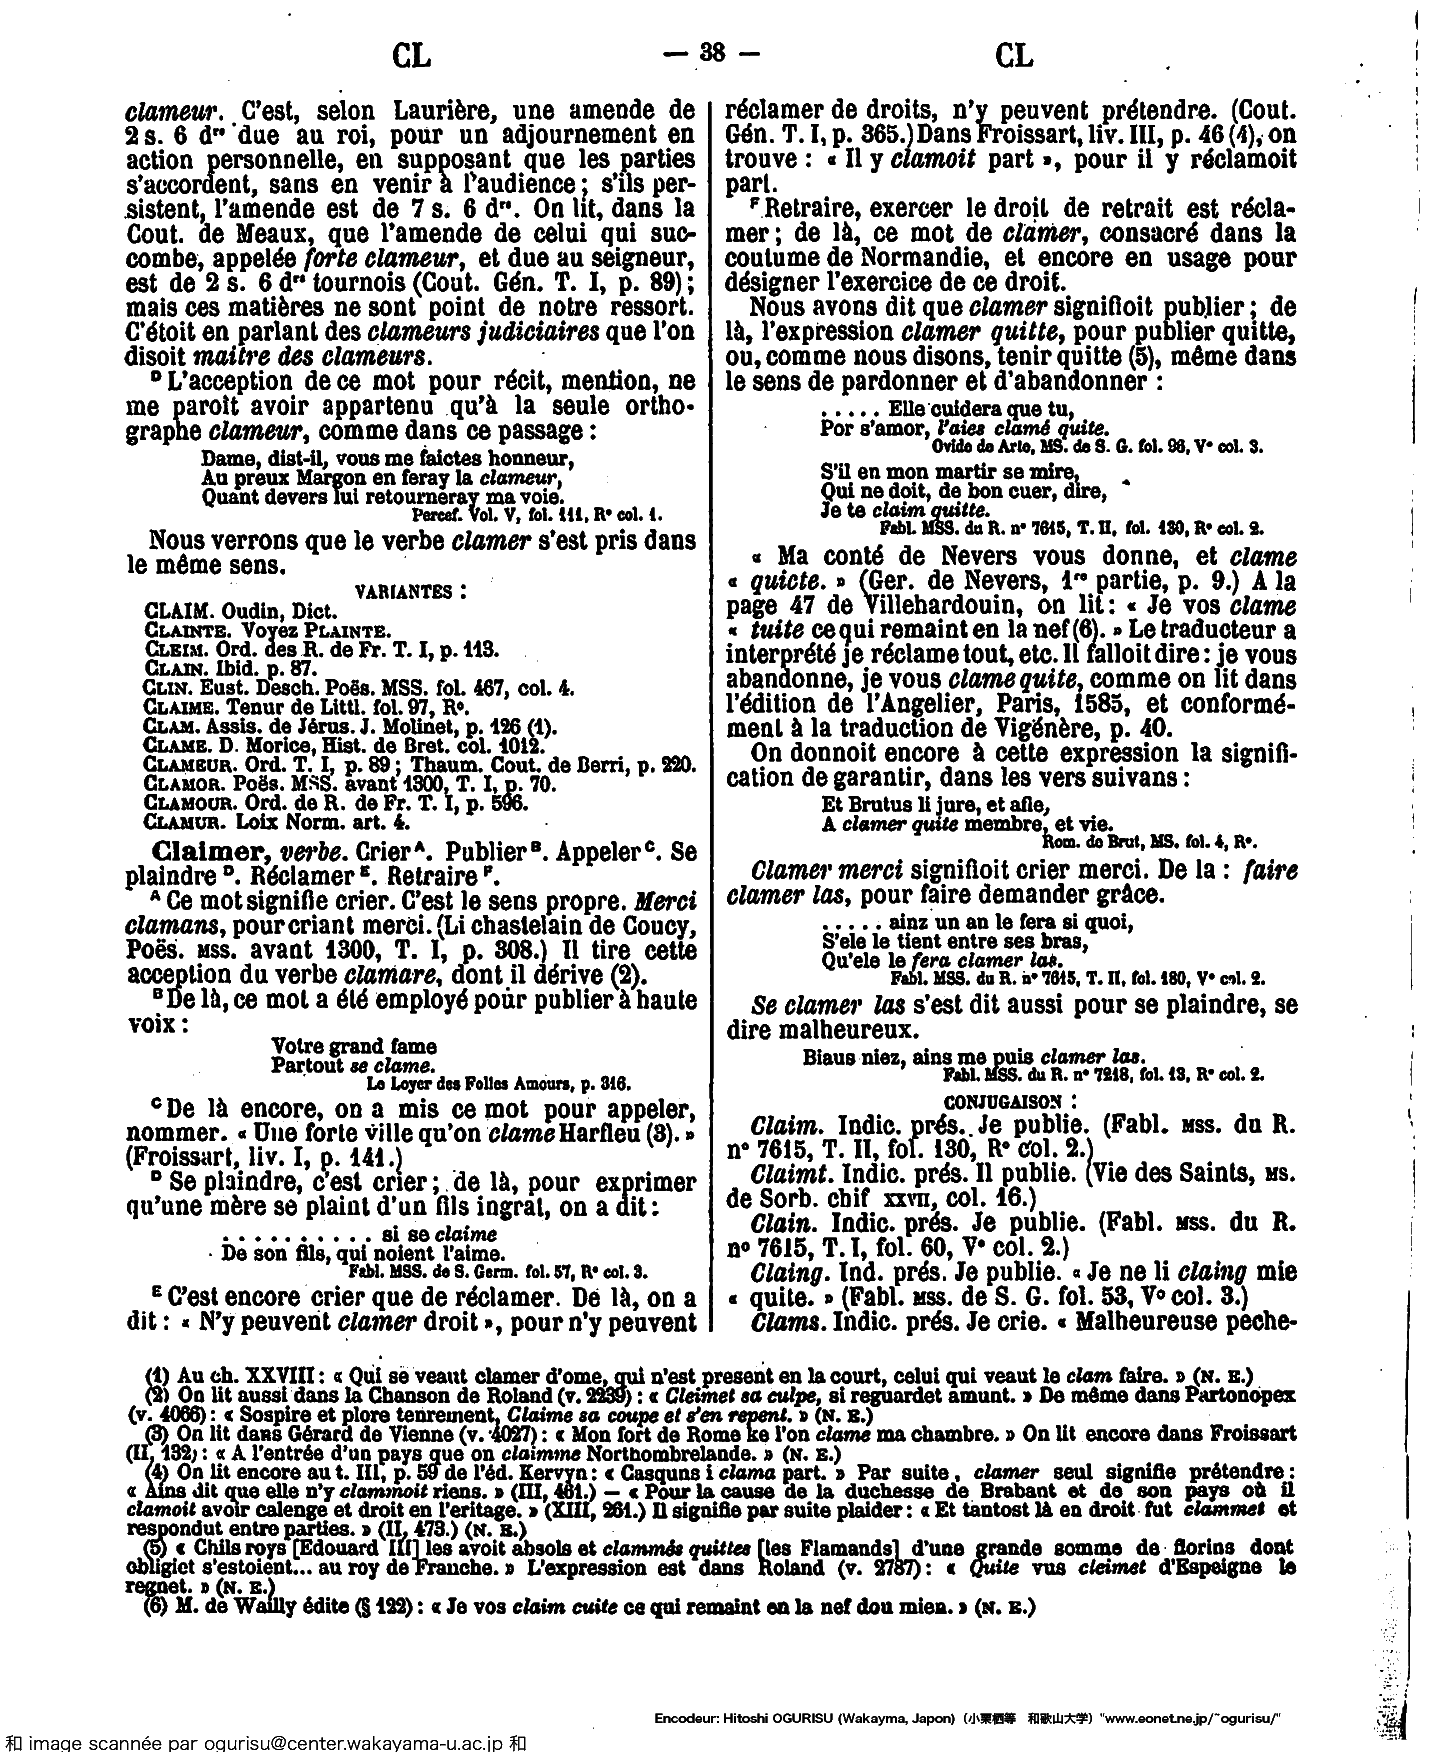 CL
— 38 —
CL
clameur. C'est, selon Laurière, une amende de
2 s. 6 drs due au roi, pour un adjournement en
action personnelle, en supposant que les parties
s'accordent, sans en venir à l'audience ; s'ils per-
sistent, l'amende est de 7 s. 6 drs. On lit, dans la
Cout. de Meaux, que l'amende de celui qui suc-
combe, appelée forte clameur, et due au seigneur,
est de 2 s. 6 drs tournois (Cout. Gén. T. I, p. 89) ;
mais ces matières ne sont point de notre ressort.
C'étoit en parlant des clameurs judiciaires que l'on
disoit maitre des clameurs.
D L'acception de ce mot pour récit, mention, ne
me paroît avoir appartenu qu'à la seule ortho-
graphe clameur, comme dans ce passage :
Dame, dist-il, vous me faictes honneur,
Au preux Margon en feray la clameur,
Quant devers lui retourneray ma voie.
Percef. Vol. V, fol. 111, R° col. 1.
Nous verrons que le verbe clamer s'est pris dans
le même sens.
VARIANTES :
CLAIM. Oudin, Dict.
CLAINTE. Voyez PLAINTE.
CLEIM. Ord. des R. de Fr. T. I, p. 113.
CLAIN. Ibid. p. 87.
CLIN. Eust. Desch. Poës. MSS. fol. 467, col. 4.
CLAIME. Tenur de Littl. fol. 97, R°.
CLAM. Assis. de Jérus. J. Molinet, p. 126 (1).
CLAME. D. Morice, Hist. de Bret. col. 1012.
CLAMEUR. Ord. T. I, p. 89 ; Thaum. Cout. de Berri, p. 220.
CLAMOR. Poës. MSS. avant 1300, T. I, p. 70.
CLAMOUR. Ord. de R. de Fr. T. I, p. 596.
CLAMUR. Loix Norm. art. 4.
Claimer, verbe. Crier A. Publier B. Appeler C. Se
plaindre D. Réclamer E. Retraire F.
A Ce mot signifie crier. C'est le sens propre. Merci
clamans, pour criant merci. (Li chastelain de Coucy,
Poës. MSS. avant 1300, T. I, p. 308.) Il tire cette
acception du verbe clamare, dont il dérive (2).
B De là, ce mot a été employé pour publier à haute
voix :
Votre grand fame
Partout se clame.
Le Loyer des Folles Amours, p. 316.
C De là encore, on a mis ce mot pour appeler,
nommer. « Une forte ville qu'on clame Harfleu (3). »
(Froissart, liv. I, p. 141.)
D Se plaindre, c'est crier ; de là, pour exprimer
qu'une mère se plaint d'un fils ingrat, on a dit :
. . . . . . . . . . . si se claime
De son fils, qui noient l'aime.
Fabl. MSS. de S. Germ. fol. 57, R° col. 3.
E C'est encore crier que de réclamer. De là, on a
dit : « N'y peuvent clamer droit », pour n'y peuvent
réclamer de droits, n'y peuvent prétendre. (Cout.
Gén. T. I, p. 365.) Dans Froissart, liv. III, p. 46 (4), on
trouve : « Il y clamoit part », pour il y réclamoit
part.
F Retraire, exercer le droit de retrait est récla-
mer ; de là, ce mot de clamer, consacré dans la
coutume de Normandie, et encore en usage pour
désigner l'exercice de ce droit.
Nous avons dit que clamer signifioit publier ; de
là, l'expression clamer quitte, pour publier quitte,
ou, comme nous disons, tenir quitte (5), même dans
le sens de pardonner et d'abandonner :
. . . . . Elle cuidera que tu,
Por s'amor, l'aies clamé quite.
Ovide de Arte, MS. de S. G. fol. 96, V° col. 3.
S'il en mon martir se mire,
Qui ne doit, de bon cuer, dire,
Je te claim quitte.
Fabl. MSS. du R. n° 7615, T. II, fol. 130, R° col. 2.
« Ma conté de Nevers vous donne, et clame
« quicte. » (Ger. de Nevers, 1re partie, p. 9.) A la
page 47 de Villehardouin, on lit : « Je vos clame
« tuite ce qui remaint en la nef (6). » Le traducteur a
interprété je réclame tout, etc. Il falloit dire : je vous
abandonne, je vous clame quite, comme on lit dans
l'édition de l'Angelier, Paris, 1585, et conformé-
ment à la traduction de Vigénère, p. 40.
On donnoit encore à cette expression la signifi-
cation de garantir, dans les vers suivans :
Et Brutus li jure, et afie,
A clamer quite membre, et vie.
Rom. de Brut, MS. fol. 4, R°.
Clamer merci signifioit crier merci. De la : faire
clamer las, pour faire demander grâce.
. . . . . ainz un an le fera si quoi,
S'ele le tient entre ses bras,
Qu'ele le fera clamer las.
Fabl. MSS. du R. n° 7615, T. II, fol. 180, V° col. 2.
Se clamer las s'est dit aussi pour se plaindre, se
dire malheureux.
Biaus niez, ains me puis clamer las.
Fabl. MSS. du R. n° 7218, fol. 13, R° col. 2.
CONJUGAISON :
Claim. Indic. prés. Je publie. (Fabl. MSS. du R.
n° 7615, T. II, fol. 130, R° col. 2.)
Claimt. Indic. prés. Il publie. (Vie des Saints, MS.
de Sorb. chif XXVII, col. 16.)
Clain. Indic. prés. Je publie. (Fabl. MSS. du R.
n° 7615, T. I, fol. 60, V° col. 2.)
Claing. Ind. prés. Je publie. « Je ne li claing mie
« quite. » (Fabl. MSS. de S. G. fol. 53, V° col. 3.)
Clams. Indic. prés. Je crie. « Malheureuse peche-
(1) Au ch. XXVIII : « Qui se veaut clamer d'ome, qui n'est present en la court, celui qui veaut le clam faire. » (N. E.)
(2) On lit aussi dans la Chanson de Roland (v. 2239) : « Cleimet sa culpe, si reguardet amunt. » De même dans Partonopex
(v. 4066) : « Sospire et plore tenrement, Claime sa coupe et s'en repent. » (N. E.)
(3) On lit dans Gérard de Vienne (v. 4027) : « Mon fort de Rome ke l'on clame ma chambre. » On lit encore dans Froissart
(II, 132) : « A l'entrée d'un pays que on claimme Northombrelande. » (N. E.)
(4) On lit encore au t. III, p. 59 de l'éd. Kervyn : « Casquns i clama part. » Par suite, clamer seul signifie prétendre :
« Ains dit que elle n'y clammoit riens. » (III, 461.) — « Pour la cause de la duchesse de Brabant et de son pays où il
clamoit avoir calenge et droit en l'eritage. » (XIII, 261.) Il signifie par suite plaider : « Et tantost là en droit fut clammet et
respondut entre parties. » (II, 473.) (N. E.)
(5) « Chils roys [Edouard III] les avoit absols et clammés quittes [les Flamands] d'une grande somme de florins dont
obligiet s'estoient... au roy de Franche. » L'expression est dans Roland (v. 2787) : « Quite vus cleimet d'Espeigne le
regnet. » (N. E.)
(6) M. de Wailly édite (§ 122) : « Je vos claim cuite ce qui remaint en la nef dou mien. » (N. E.)
Encodeur: Hitoshi OGURISU (Wakayma, Japon) (小栗栖等 和歌山大学) "www.eonet.ne.jp/~ogurisu/"
和 image scannée par ogurisu@center.wakayama-u.ac.jp 和